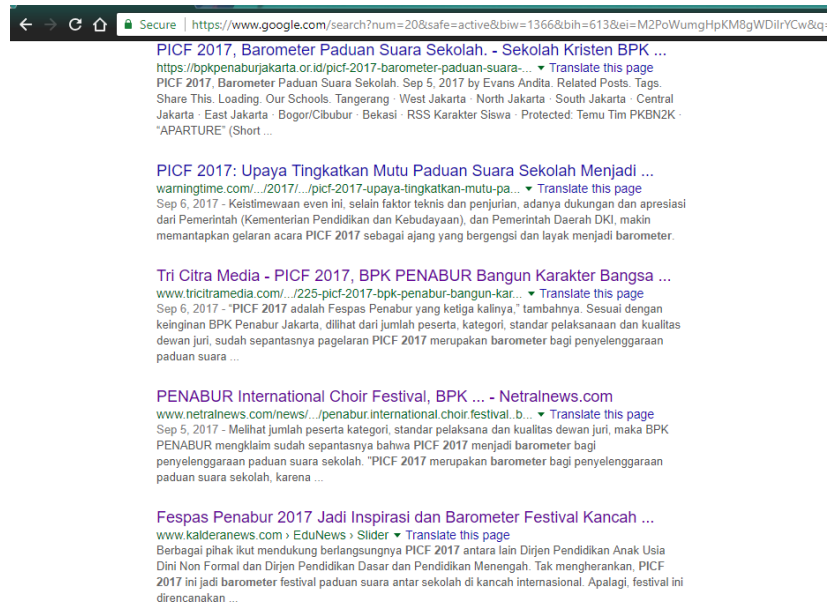 Secure | https://www.google.com/search?num=20&safe=active&biw=1366&bih=613&ei=M2PoWumgHpKM8gWDiIrYCw&q=
PICF 2017, Barometer Paduan Suara Sekolah. - Sekolah Kristen BPK ...
https://bpkpenaburjakarta.or.id/picf-2017-barometer-paduan-suara-... ▼ Translate this page
PICF 2017, Barometer Paduan Suara Sekolah. Sep 5, 2017 by Evans Andita. Related Posts. Tags.
Share This. Loading. Our Schools. Tangerang · West Jakarta · North Jakarta · South Jakarta · Central
Jakarta · East Jakarta · Bogor/Cibubur · Bekasi · RSS Karakter Siswa · Protected: Temu Tim PKBN2K ·
“APARTURE” (Short ...
PICF 2017: Upaya Tingkatkan Mutu Paduan Suara Sekolah Menjadi ...
warningtime.com/.../2017/.../picf-2017-upaya-tingkatkan-mutu-pa... ▼ Translate this page
Sep 6, 2017 - Keistimewaan even ini, selain faktor teknis dan penjurian, adanya dukungan dan apresiasi
dari Pemerintah (Kementerian Pendidikan dan Kebudayaan), dan Pemerintah Daerah DKI, makin
memantapkan gelaran acara PICF 2017 sebagai ajang yang bergengsi dan layak menjadi barometer.
Tri Citra Media - PICF 2017, BPK PENABUR Bangun Karakter Bangsa ...
www.tricitramedia.com/.../225-picf-2017-bpk-penabur-bangun-kar... ▼ Translate this page
Sep 6, 2017 - “PICF 2017 adalah Fespas Penabur yang ketiga kalinya,” tambahnya. Sesuai dengan
keinginan BPK Penabur Jakarta, dilihat dari jumlah peserta, kategori, standar pelaksanaan dan kualitas
dewan juri, sudah sepantasnya pagelaran PICF 2017 merupakan barometer bagi penyelenggaraan
paduan suara ...
PENABUR International Choir Festival, BPK ... - Netralnews.com
www.netralnews.com/news/.../penabur.international.choir.festival..b... ▼ Translate this page
Sep 5, 2017 - Melihat jumlah peserta kategori, standar pelaksana dan kualitas dewan juri, maka BPK
PENABUR mengklaim sudah sepantasnya bahwa PICF 2017 menjadi barometer bagi
penyelenggaraan paduan suara sekolah. "PICF 2017 merupakan barometer bagi penyelenggaraan
paduan suara sekolah, karena ...
Fespas Penabur 2017 Jadi Inspirasi dan Barometer Festival Kancah ...
www.kalderanews.com › EduNews › Slider ▼ Translate this page
Berbagai pihak ikut mendukung berlangsungnya PICF 2017 antara lain Dirjen Pendidikan Anak Usia
Dini Non Formal dan Dirjen Pendidikan Dasar dan Pendidikan Menengah. Tak mengherankan, PICF
2017 ini jadi barometer festival paduan suara antar sekolah di kancah internasional. Apalagi, festival ini
direncanakan ...